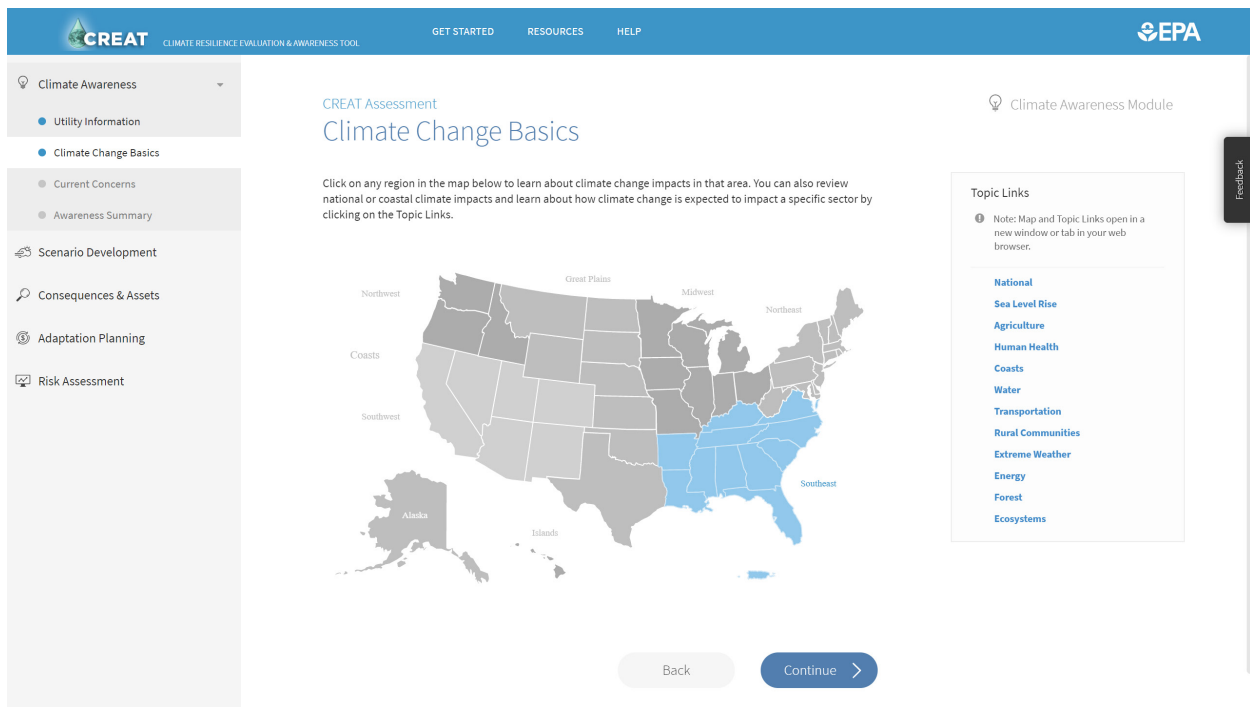 CREAT
CLIMATE RESILIENCE EVALUATION & AWARENESS TOOL
GET STARTED
RESOURCES
HELP
EPA
Climate Awareness
Utility Information
Climate Change Basics
Current Concerns
Awareness Summary
Scenario Development
Consequences & Assets
Adaptation Planning
Risk Assessment
CREAT Assessment
Climate Change Basics
Climate Awareness Module
Click on any region in the map below to learn about climate change impacts in that area. You can also review
national or coastal climate impacts and learn about how climate change is expected to impact a specific sector by
clicking on the Topic Links.
Great Plains
Northwest
Midwest
Northeast
Coasts
Southwest
Southeast
Alaska
Islands
Topic Links
Note: Map and Topic Links open in a
new window or tab in your web
browser.
National
Sea Level Rise
Agriculture
Human Health
Coasts
Water
Transportation
Rural Communities
Extreme Weather
Energy
Forest
Ecosystems
Feedback
Back
Continue